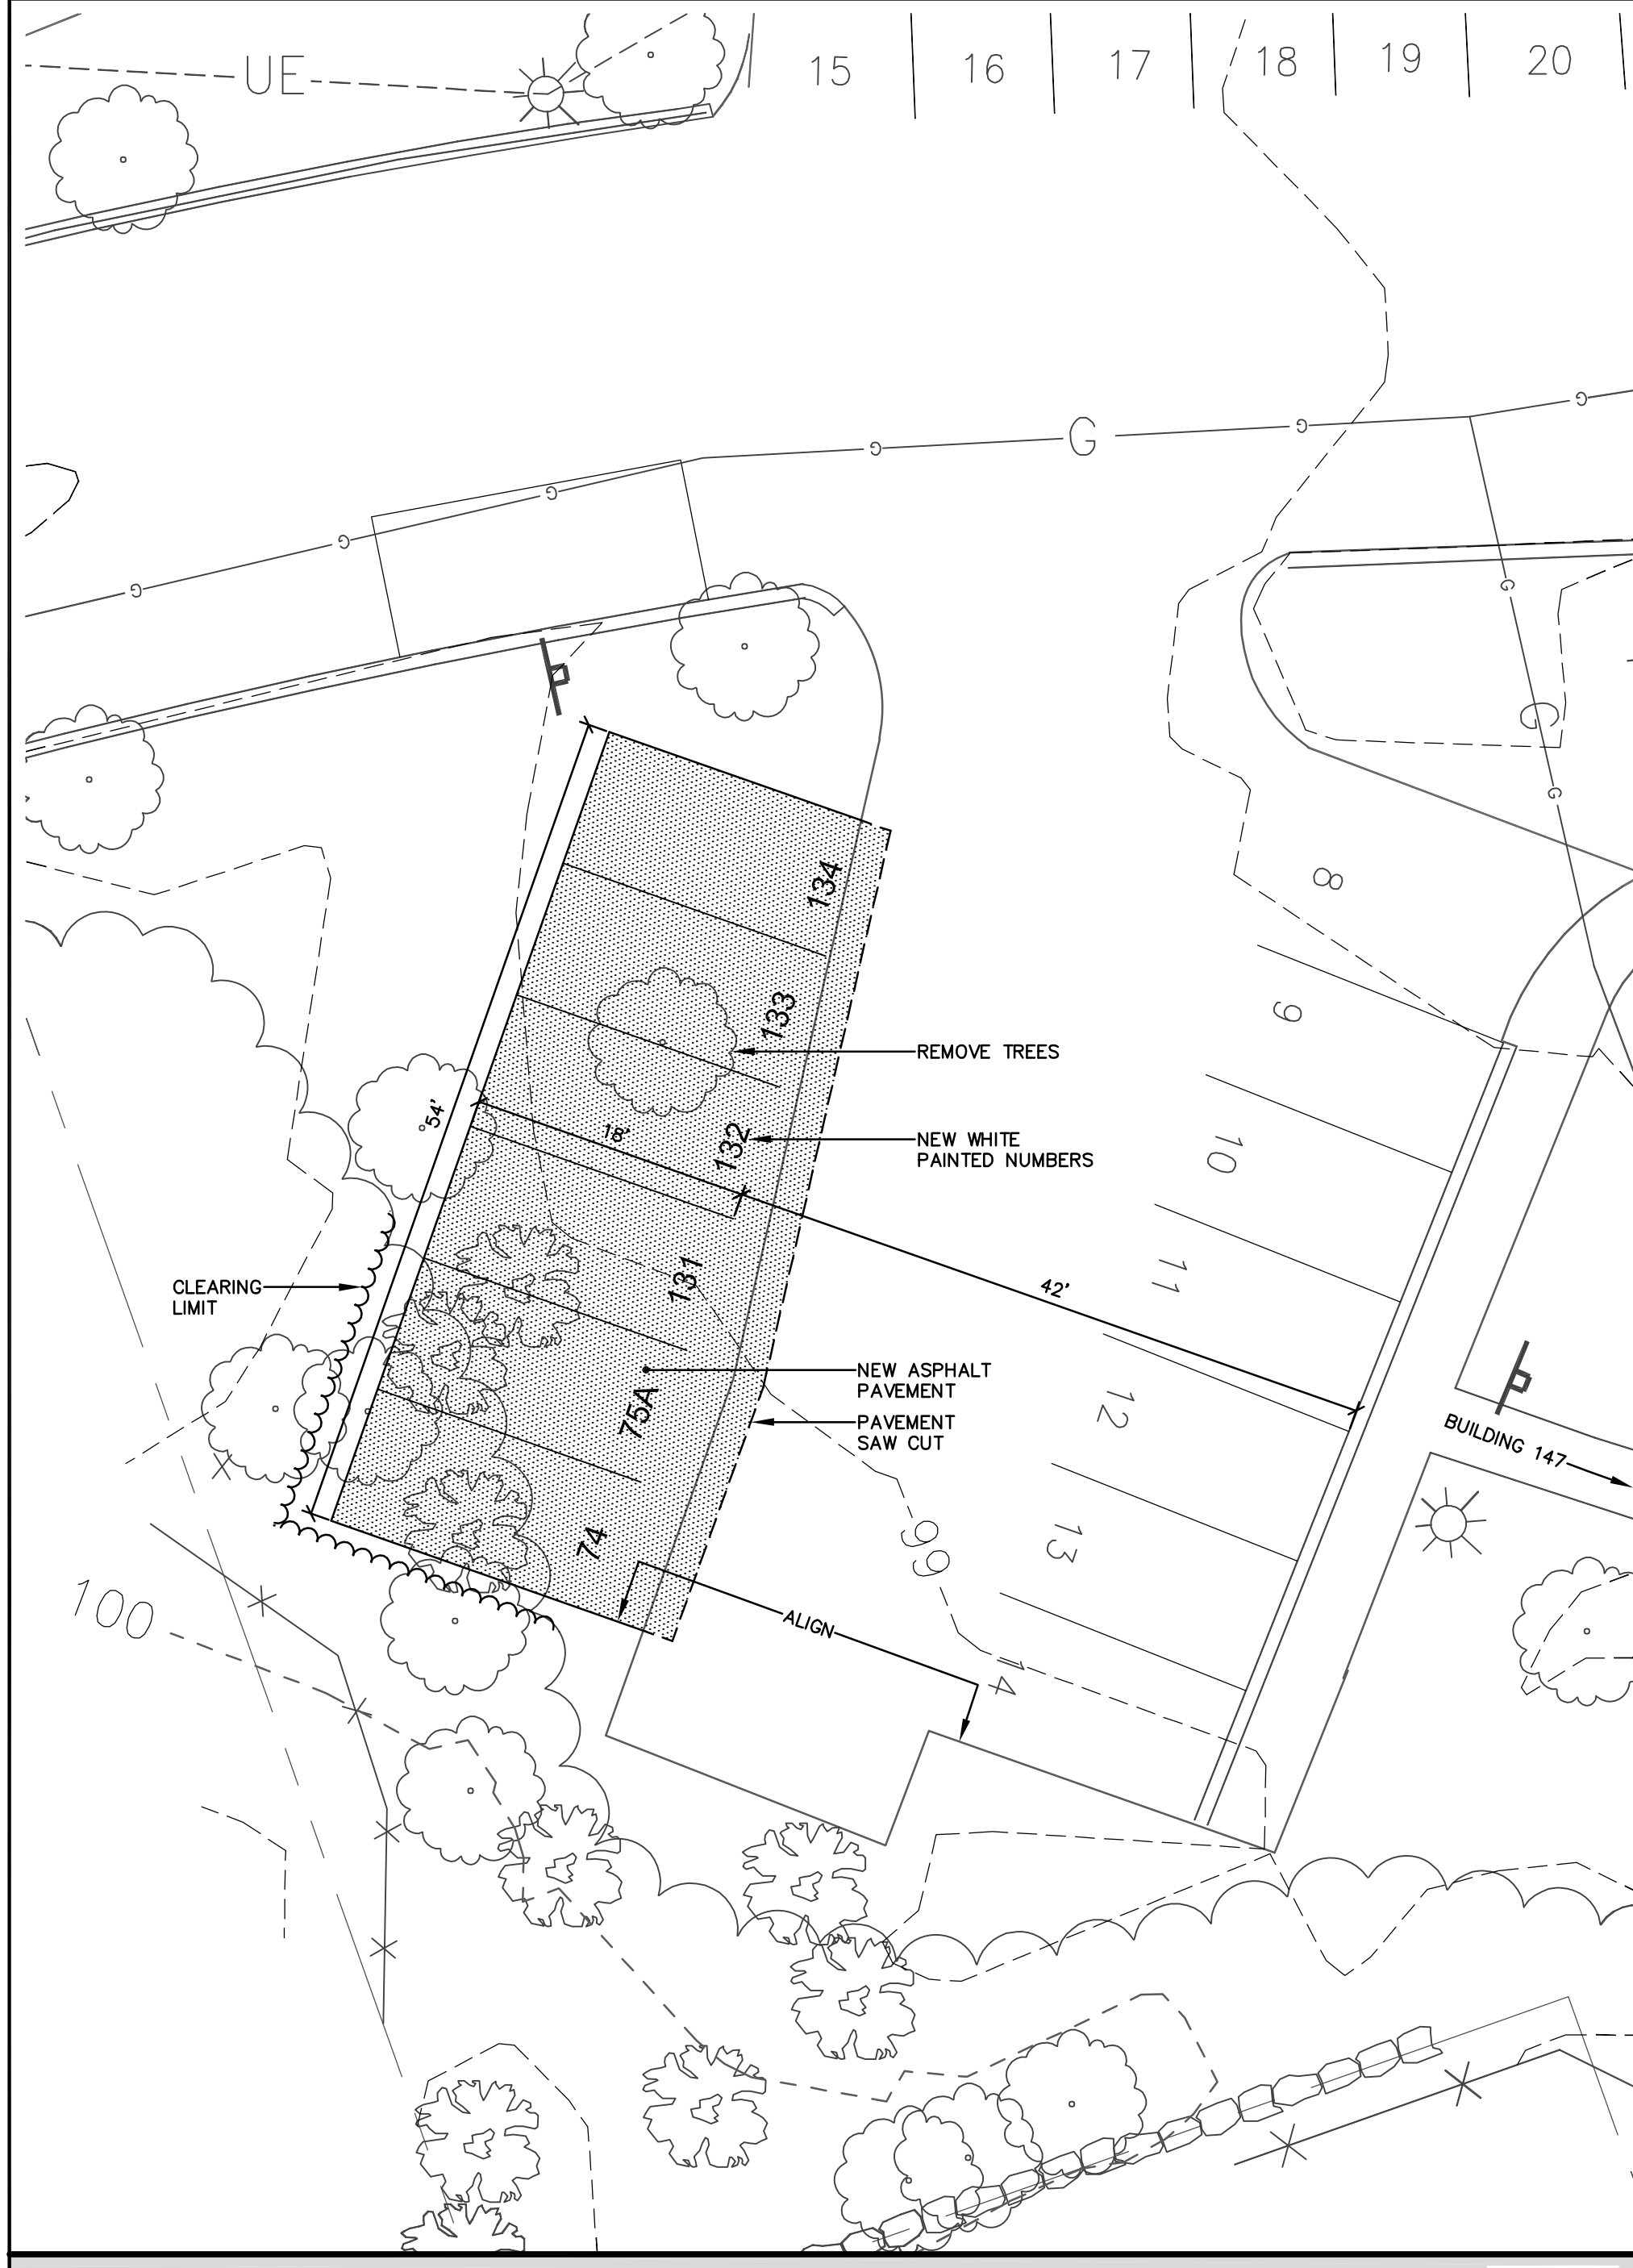 UE
15
16
17
18
19
20
G
G
G
G
G
G
G
G
G
G
G
134
8
133
9
REMOVE TREES
54'
18'
132
NEW WHITE
PAINTED NUMBERS
10
CLEARING
LIMIT
131
42'
11
NEW ASPHALT
PAVEMENT
75A
12
PAVEMENT
SAW CUT
BUILDING 147
74
99
13
100
ALIGN
14